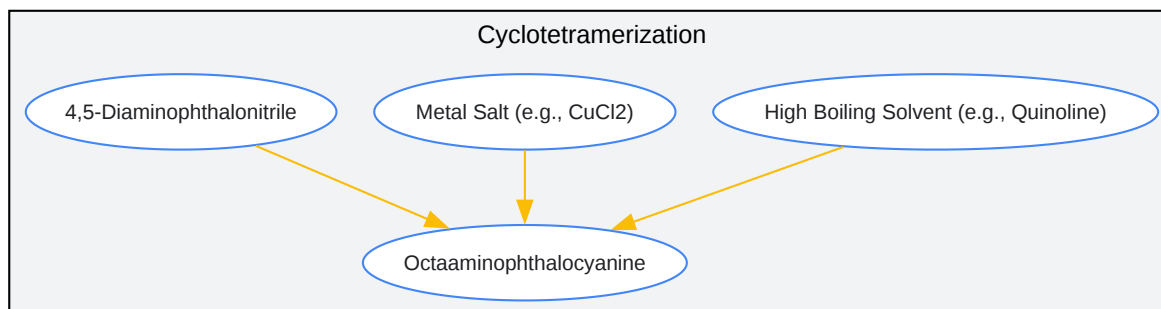 Cyclotetramerization
4,5-Diaminophthalonitrile
Metal Salt (e.g., CuCl2)
High Boiling Solvent (e.g., Quinoline)
Octaaminophthalocyanine